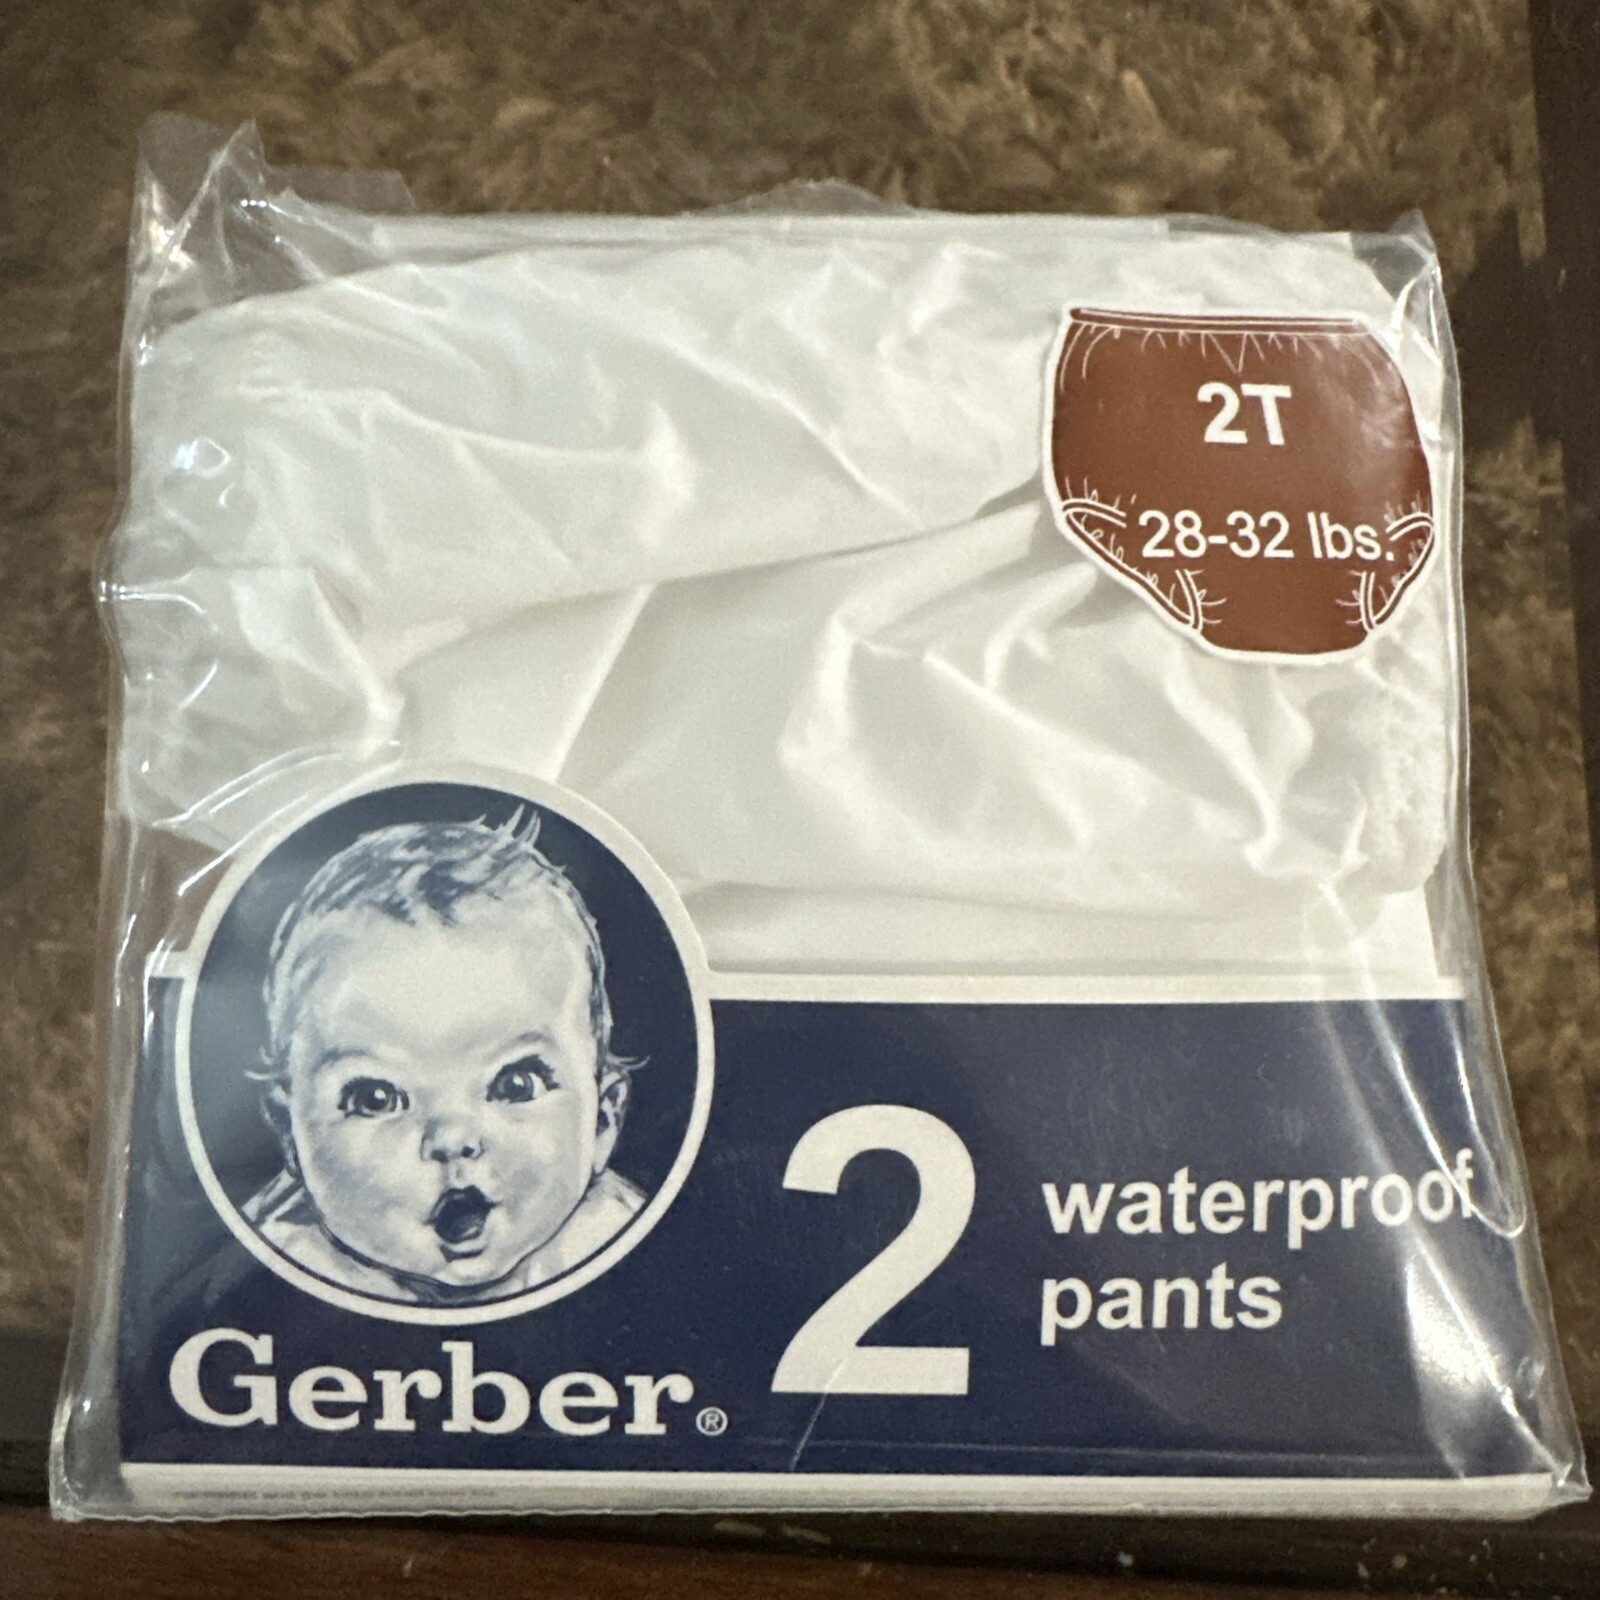 2T
28-32 lbs.
2
waterproof
pants
Gerber®